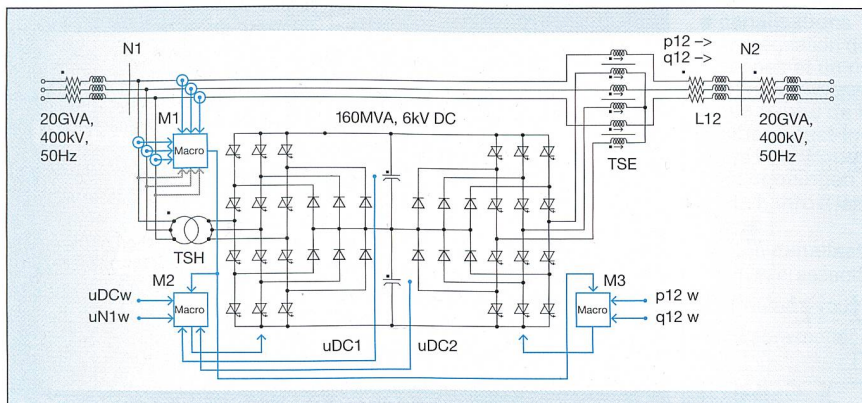 N1
p12 ->
q12 ->
N2
20GVA,
400kV,
50Hz
M1
Macro
160MVA, 6kV DC
TSE
L12
20GVA,
400kV,
50Hz
TSH
M2
uDCw
uN1w
Macro
uDC1
uDC2
M3
Macro
p12 w
q12 w